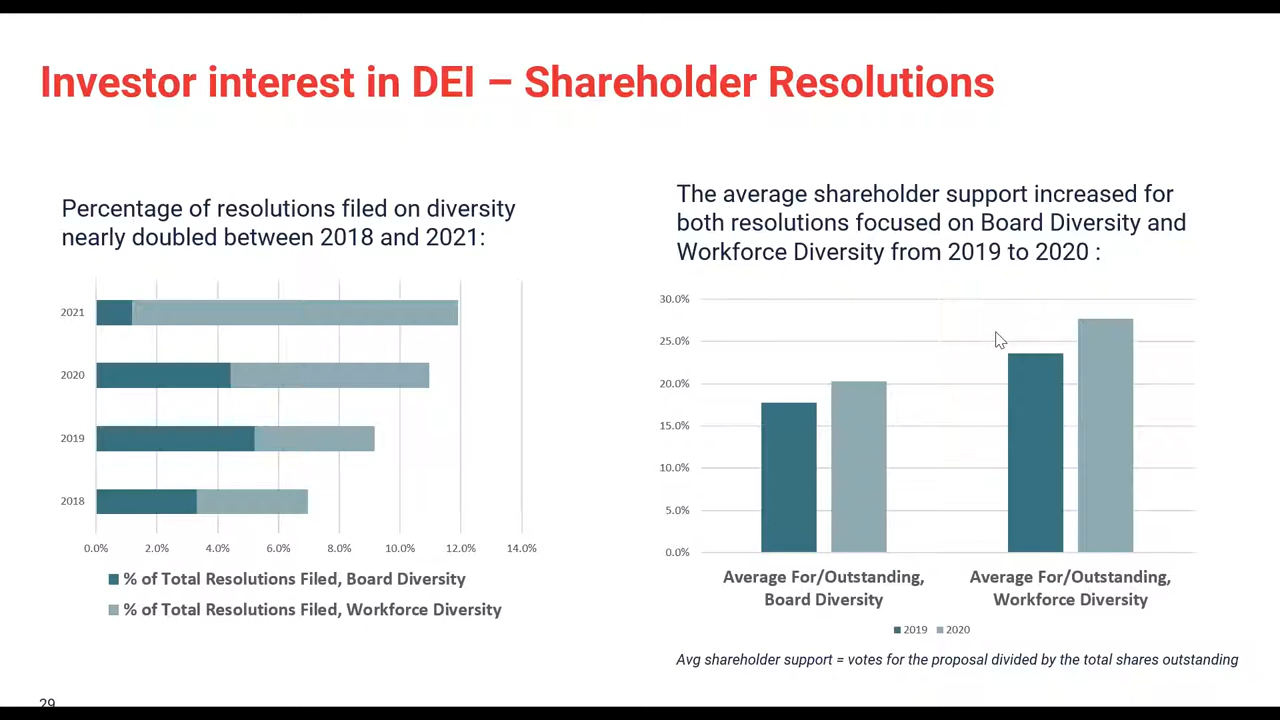 Investor interest in DEI – Shareholder Resolutions
Percentage of resolutions filed on diversity
nearly doubled between 2018 and 2021:
2021
2020
2019
2018
0.0% 2.0% 4.0% 6.0% 8.0% 10.0% 12.0% 14.0%
% of Total Resolutions Filed, Board Diversity
% of Total Resolutions Filed, Workforce Diversity
The average shareholder support increased for
both resolutions focused on Board Diversity and
Workforce Diversity from 2019 to 2020 :
30.0%
25.0%
20.0%
15.0%
10.0%
5.0%
0.0%
Average For/Outstanding,
Board Diversity
Average For/Outstanding,
Workforce Diversity
2019 2020
Avg shareholder support = votes for the proposal divided by the total shares outstanding
29